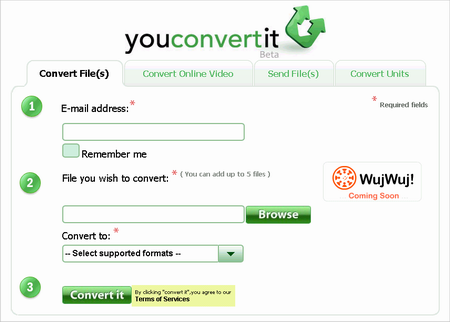 youconvertit
Beta
Convert File(s) Convert Online Video Send File(s) Convert Units
1 E-mail address:* * Required fields
Remember me
2 File you wish to convert: * ( You can add up to 5 files )
WujWuj!
Coming Soon
Browse
Convert to: *
-- Select supported formats --
3 Convert it By clicking "convert it",you agree to our
Terms of Services